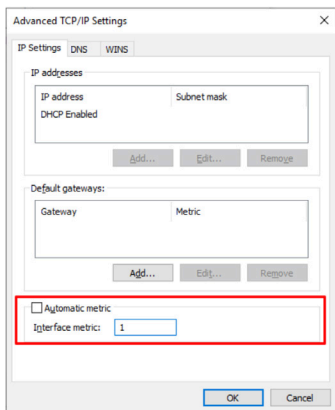 Advanced TCP/IP Settings
IP Settings DNS WINS
IP addresses
IP address Subnet mask
DHCP Enabled
Add... Edit... Remove
Default gateways:
Gateway Metric
Add... Edit... Remove
Automatic metric
Interface metric: 1
OK Cancel